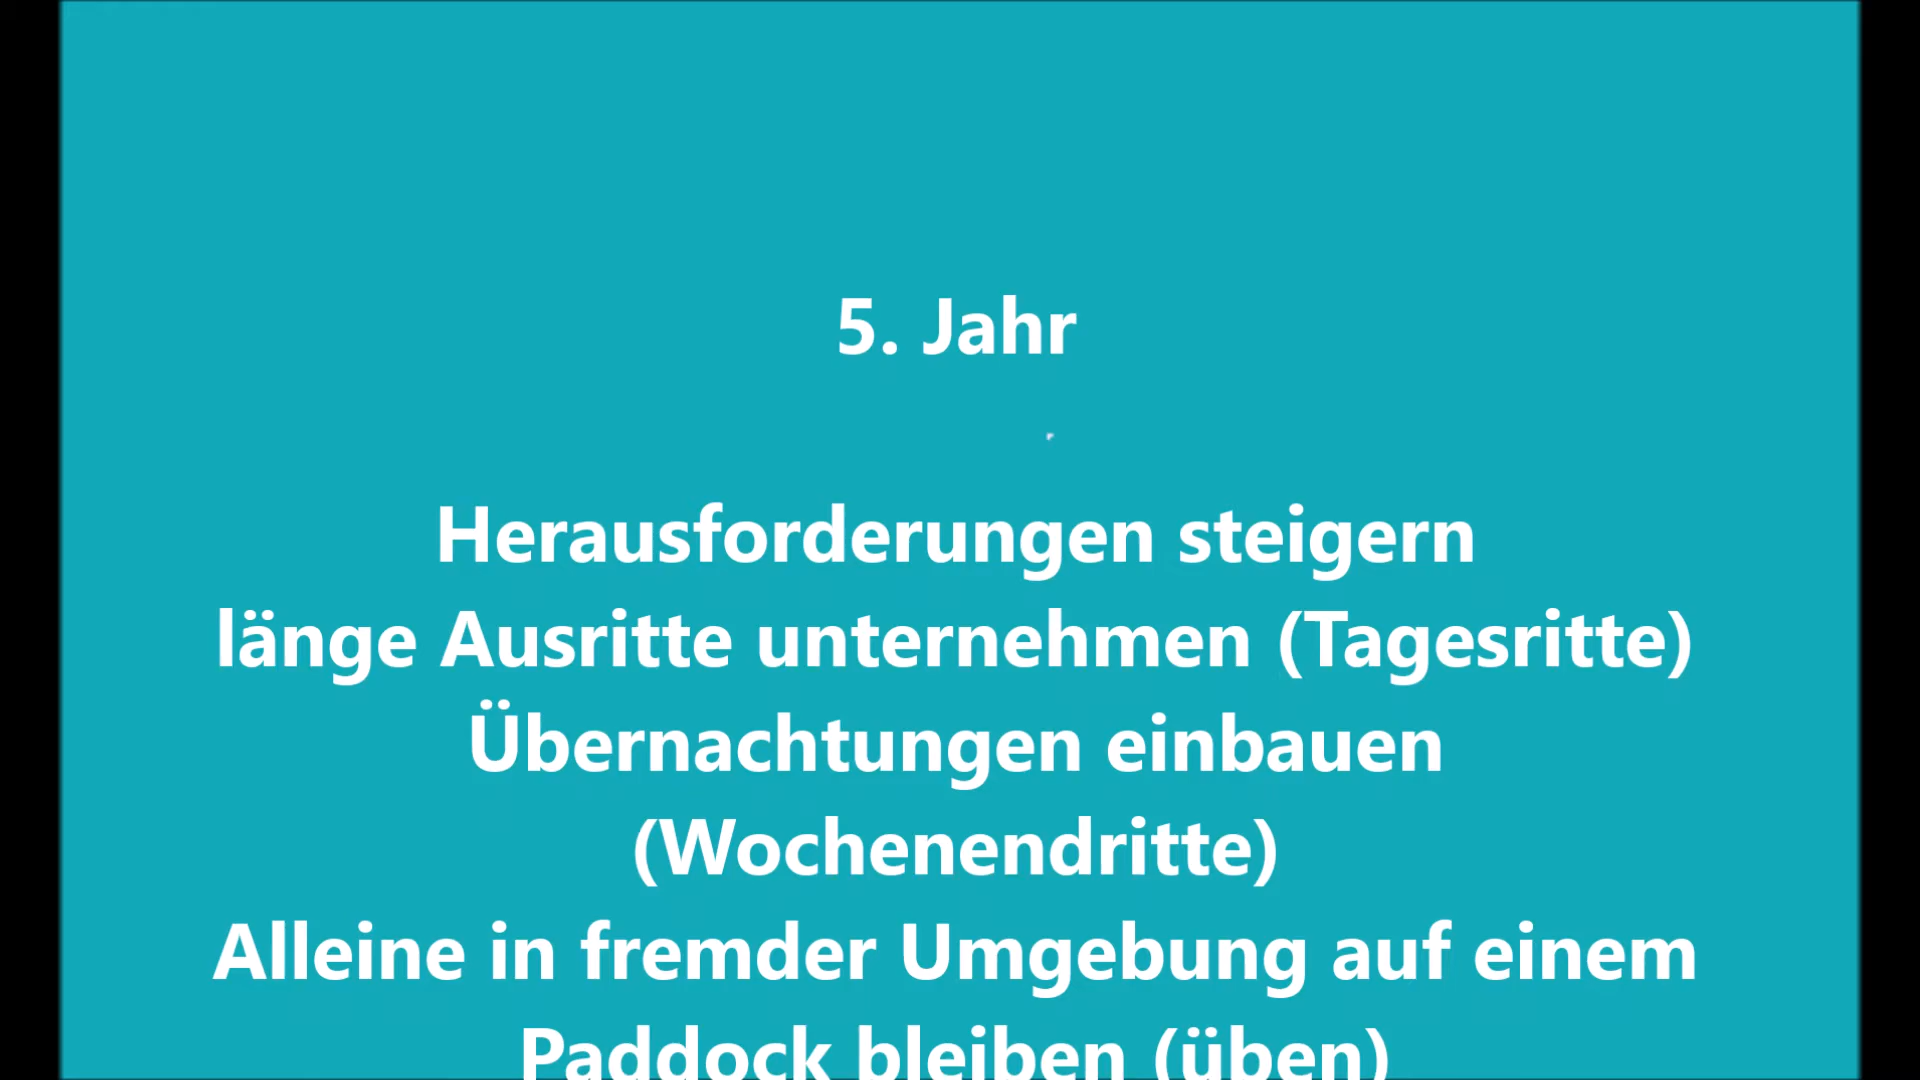 5. Jahr
Herausforderungen steigern
länge Ausritte unternehmen (Tagesritte)
Übernachtungen einbauen
(Wochenendritte)
Alleine in fremder Umgebung auf einem
Paddock bleiben (üben)